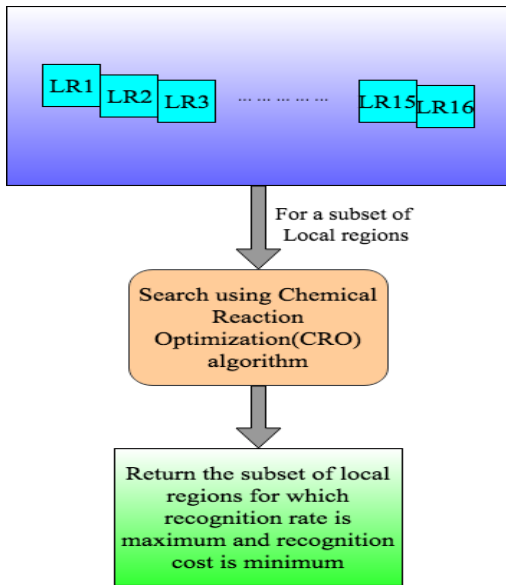 LR1
LR2
LR3
... ... ... ... ...
LR15
LR16
For a subset of
Local regions
Search using Chemical
Reaction
Optimization(CRO)
algorithm
Return the subset of local
regions for which
recognition rate is
maximum and recognition
cost is minimum